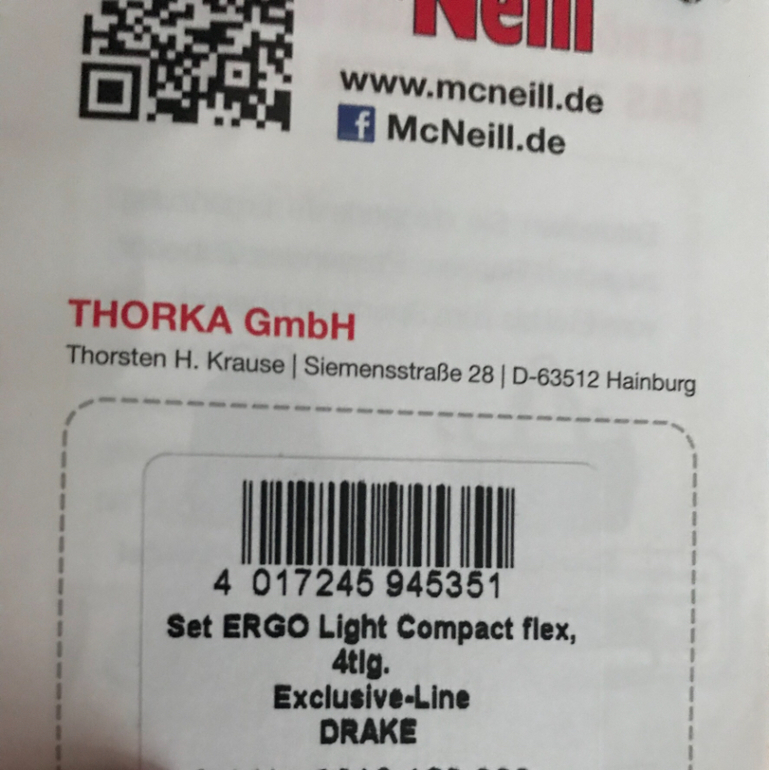 Neill
www.mcneill.de
f McNeill.de
THORKA GmbH
Thorsten H. Krause | Siemensstraße 28 | D-63512 Hainburg
4 017245 945351
Set ERGO Light Compact flex,
4tlg.
Exclusive-Line
DRAKE